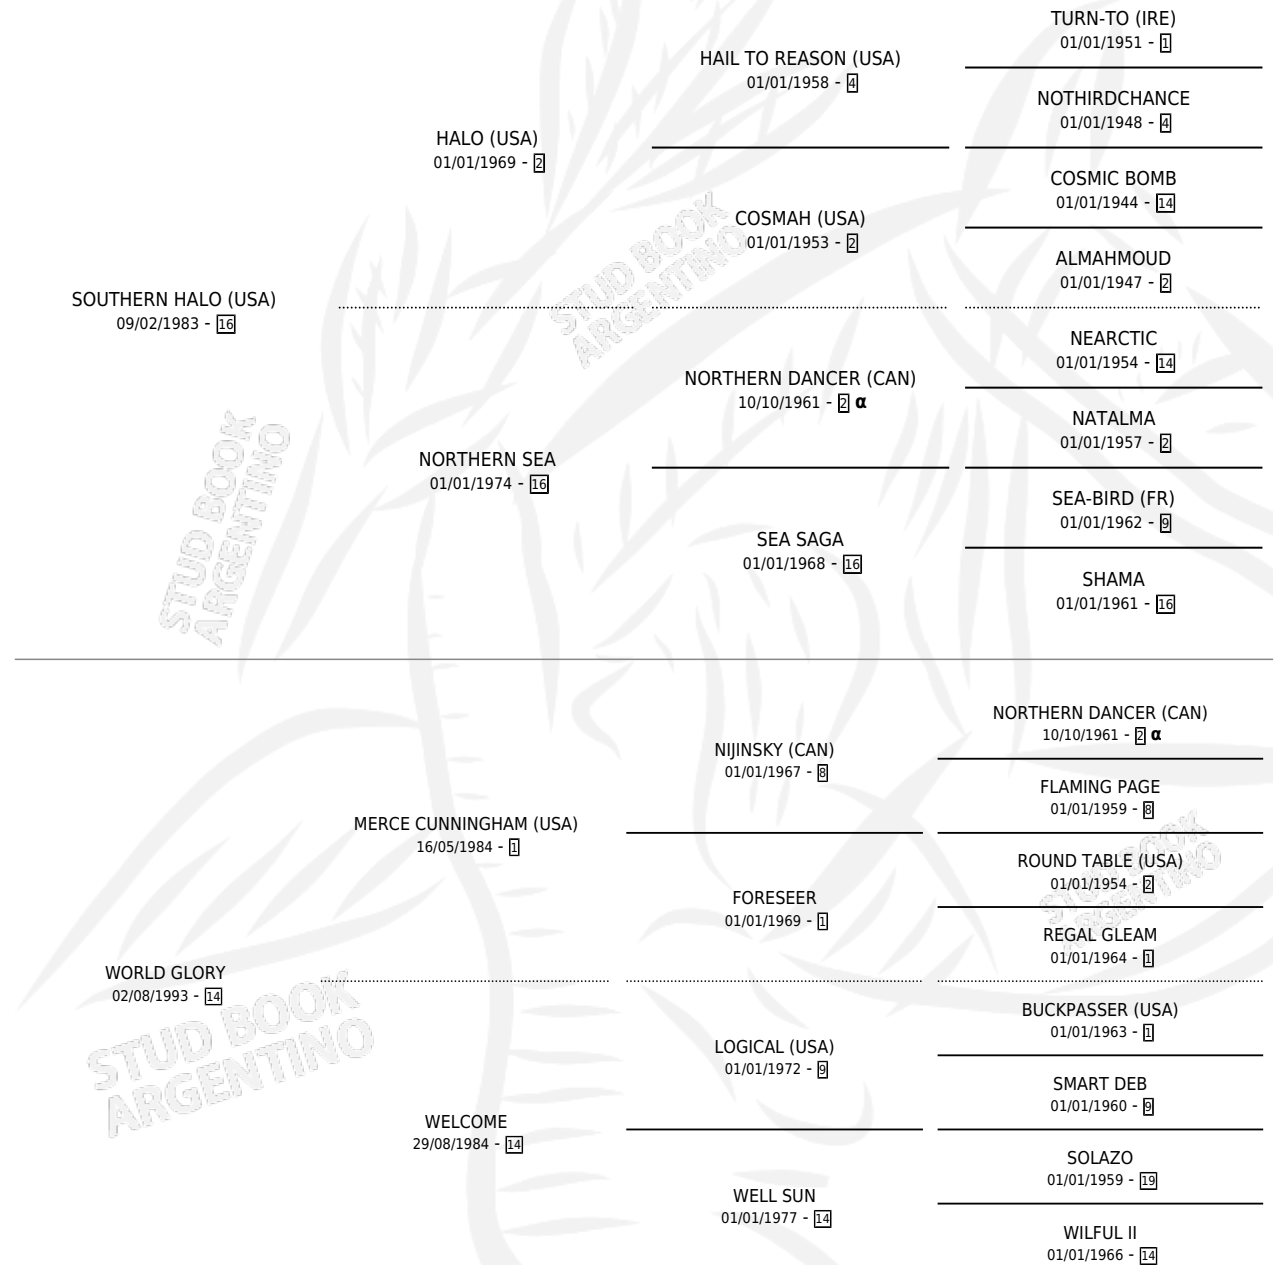 TURN-TO (IRE)
01/01/1951 - 1
HAIL TO REASON (USA)
01/01/1958 - 4
NOTHIRDCHANCE
01/01/1948 - 4
HALO (USA)
01/01/1969 - 2
COSMIC BOMB
01/01/1944 - 14
COSMAH (USA)
01/01/1953 - 2
ALMAHMOUD
01/01/1947 - 2
STUD BOOK
ARGENTINO
SOUTHERN HALO (USA)
09/02/1983 - 16
NEARCTIC
01/01/1954 - 14
NORTHERN DANCER (CAN)
10/10/1961 - 2 α
NATALMA
01/01/1957 - 2
NORTHERN SEA
01/01/1974 - 16
SEA-BIRD (FR)
01/01/1962 - 9
SEA SAGA
01/01/1968 - 16
SHAMA
01/01/1961 - 16
STUD BOOK
ARGENTINO
NORTHERN DANCER (CAN)
10/10/1961 - 2 α
NIJINSKY (CAN)
01/01/1967 - 8
FLAMING PAGE
01/01/1959 - 8
MERCE CUNNINGHAM (USA)
16/05/1984 - 1
ROUND TABLE (USA)
01/01/1954 - 2
STUD BOOK
ARGENTINO
FORESEER
01/01/1969 - 1
REGAL GLEAM
01/01/1964 - 1
WORLD GLORY
02/08/1993 - 14
STUD BOOK
ARGENTINO
BUCKPASSER (USA)
01/01/1963 - 1
LOGICAL (USA)
01/01/1972 - 9
SMART DEB
01/01/1960 - 9
WELCOME
29/08/1984 - 14
SOLAZO
01/01/1959 - 19
WELL SUN
01/01/1977 - 14
WILFUL II
01/01/1966 - 14